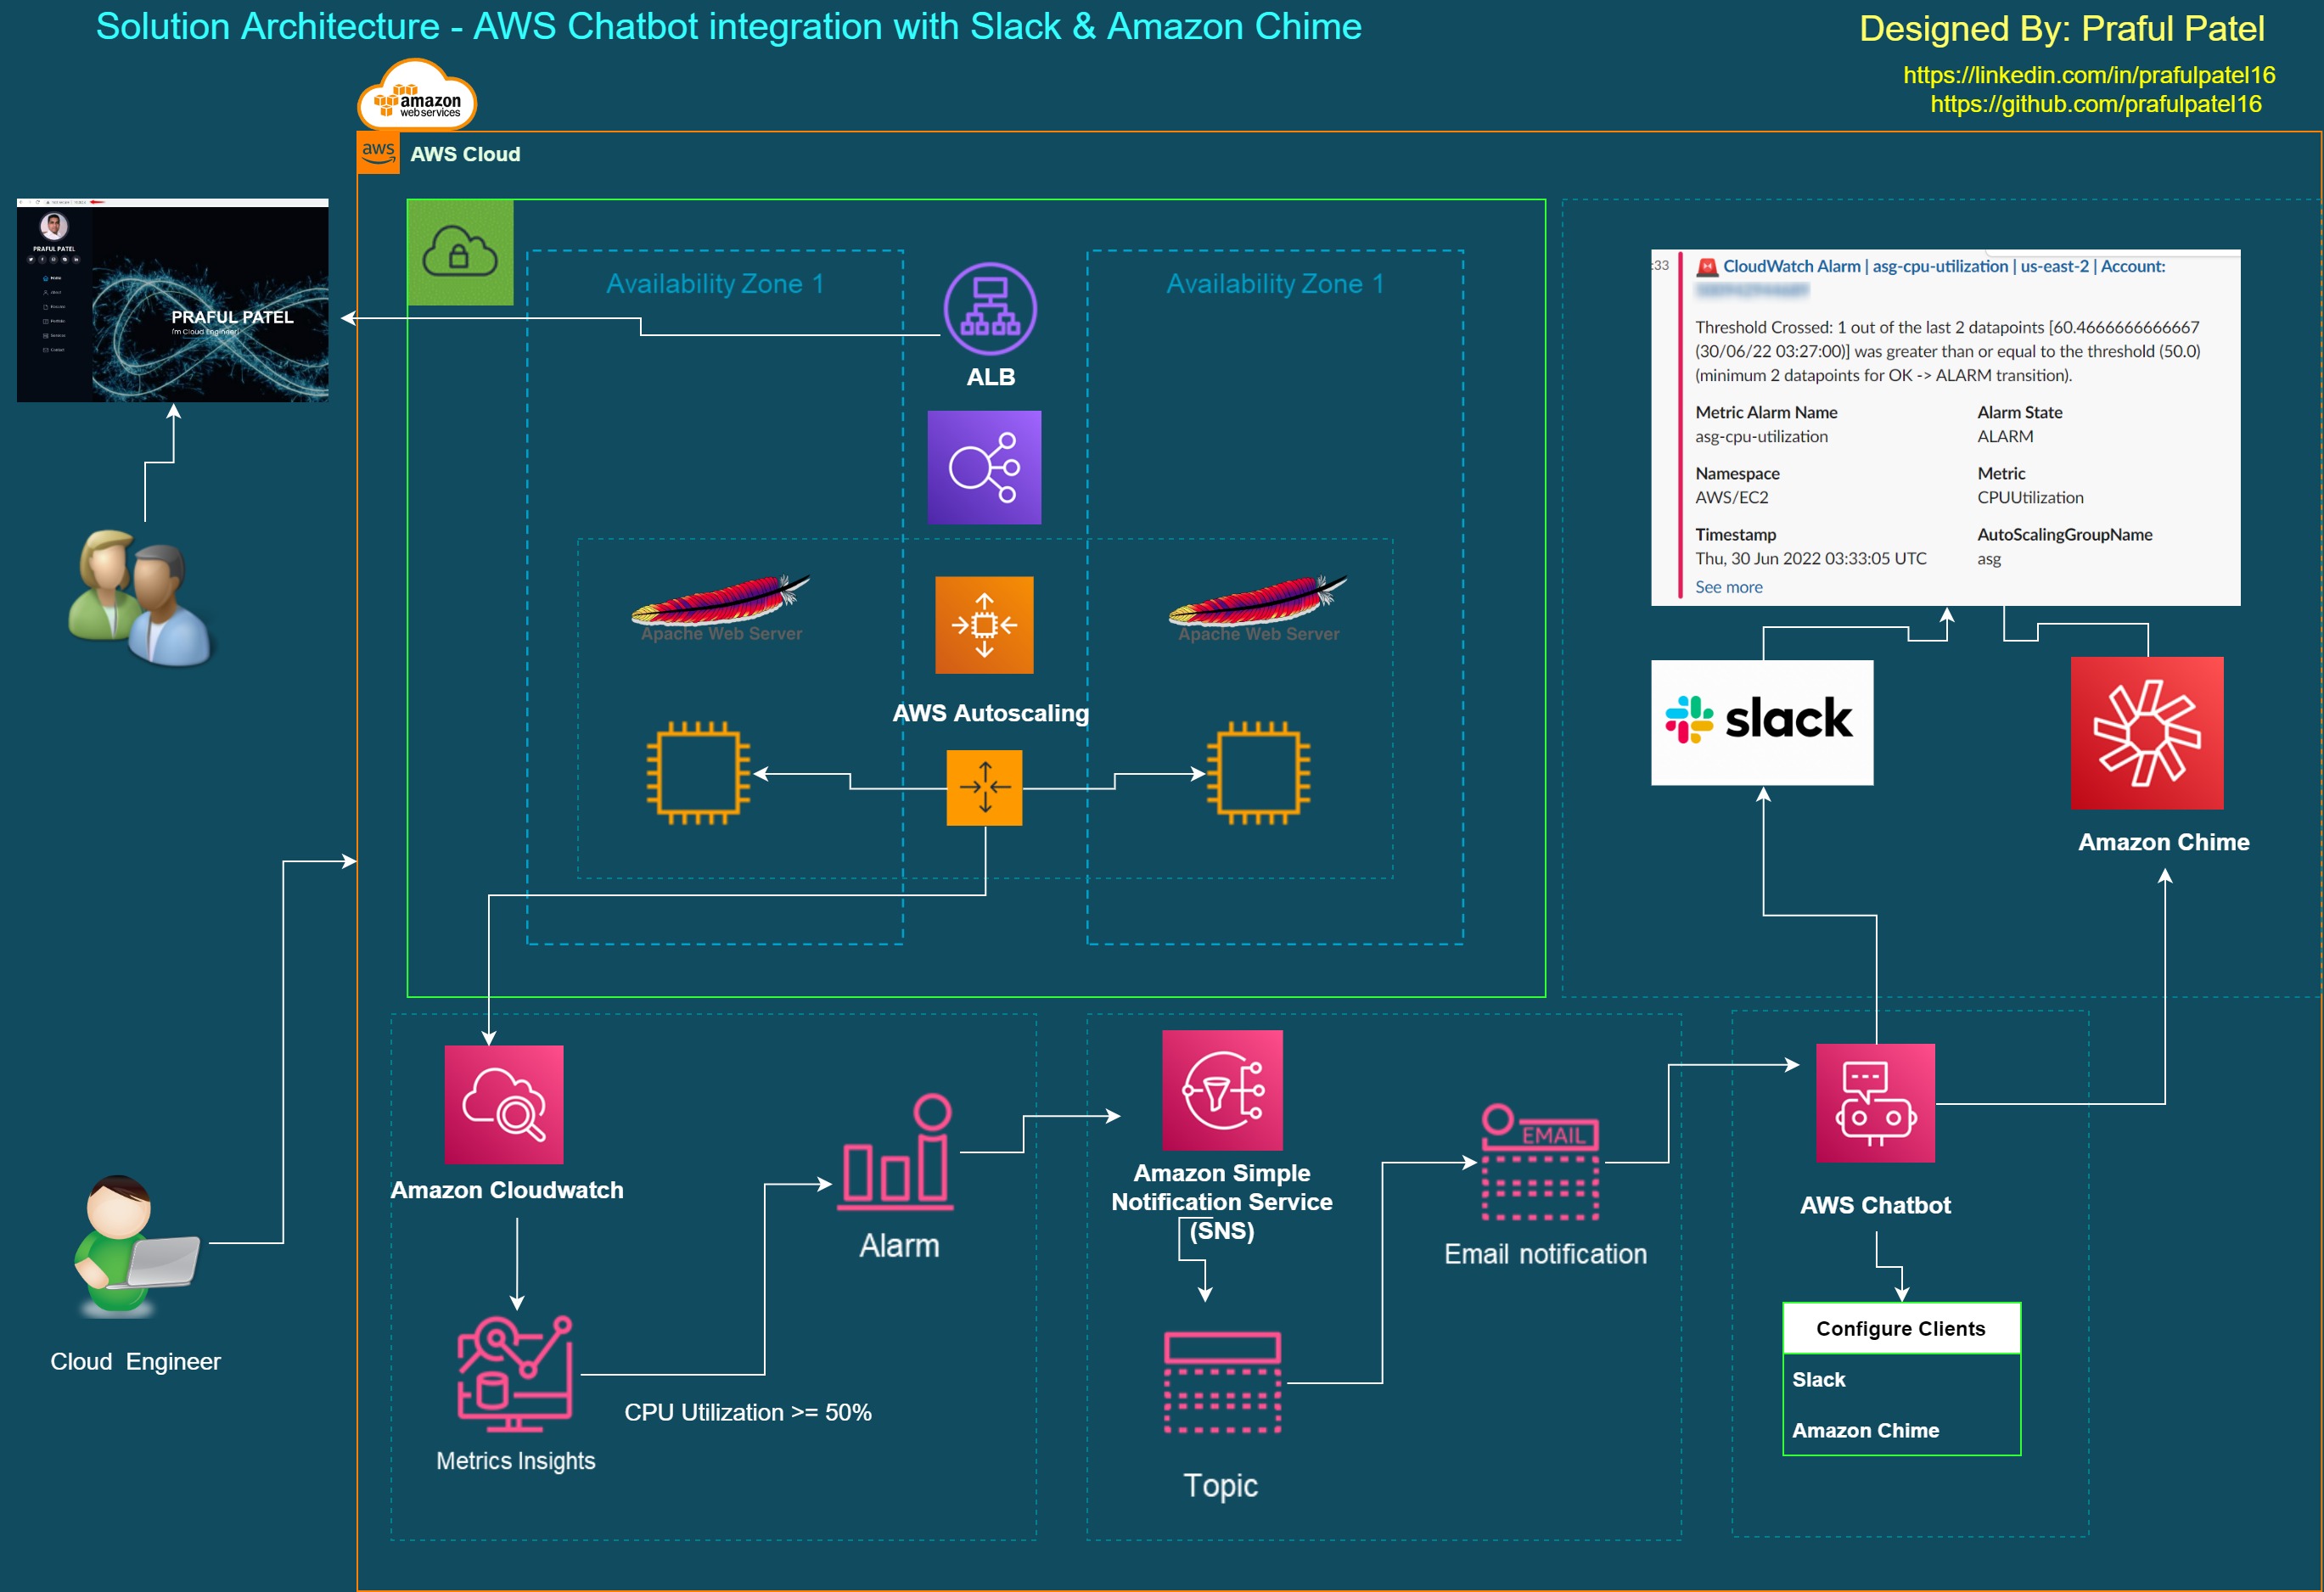 Solution Architecture - AWS Chatbot integration with Slack & Amazon Chime
Designed By: Praful Patel
https://linkedin.com/in/prafulpatel16
https://github.com/prafulpatel16
amazon
webservices
aws
AWS Cloud
PRAFUL PATEL
PRAFUL PATEL
I'm Cloud Engineer
Availability Zone 1
Availability Zone 1
ALB
Apache Web Server
Apache Web Server
AWS Autoscaling
:33
CloudWatch Alarm | asg-cpu-utilization | us-east-2 | Account:
Threshold Crossed: 1 out of the last 2 datapoints [60.4666666666667
(30/06/22 03:27:00)] was greater than or equal to the threshold (50.0)
(minimum 2 datapoints for OK -> ALARM transition).
Metric Alarm Name
Alarm State
asg-cpu-utilization
ALARM
Namespace
Metric
AWS/EC2
CPUUtilization
Timestamp
AutoScalingGroupName
Thu, 30 Jun 2022 03:33:05 UTC
asg
See more
slack
Amazon Chime
Amazon Cloudwatch
Alarm
Metrics Insights
CPU Utilization >= 50%
Amazon Simple
Notification Service
(SNS)
Topic
EMAIL
Email notification
AWS Chatbot
Configure Clients
Slack
Amazon Chime
Cloud Engineer